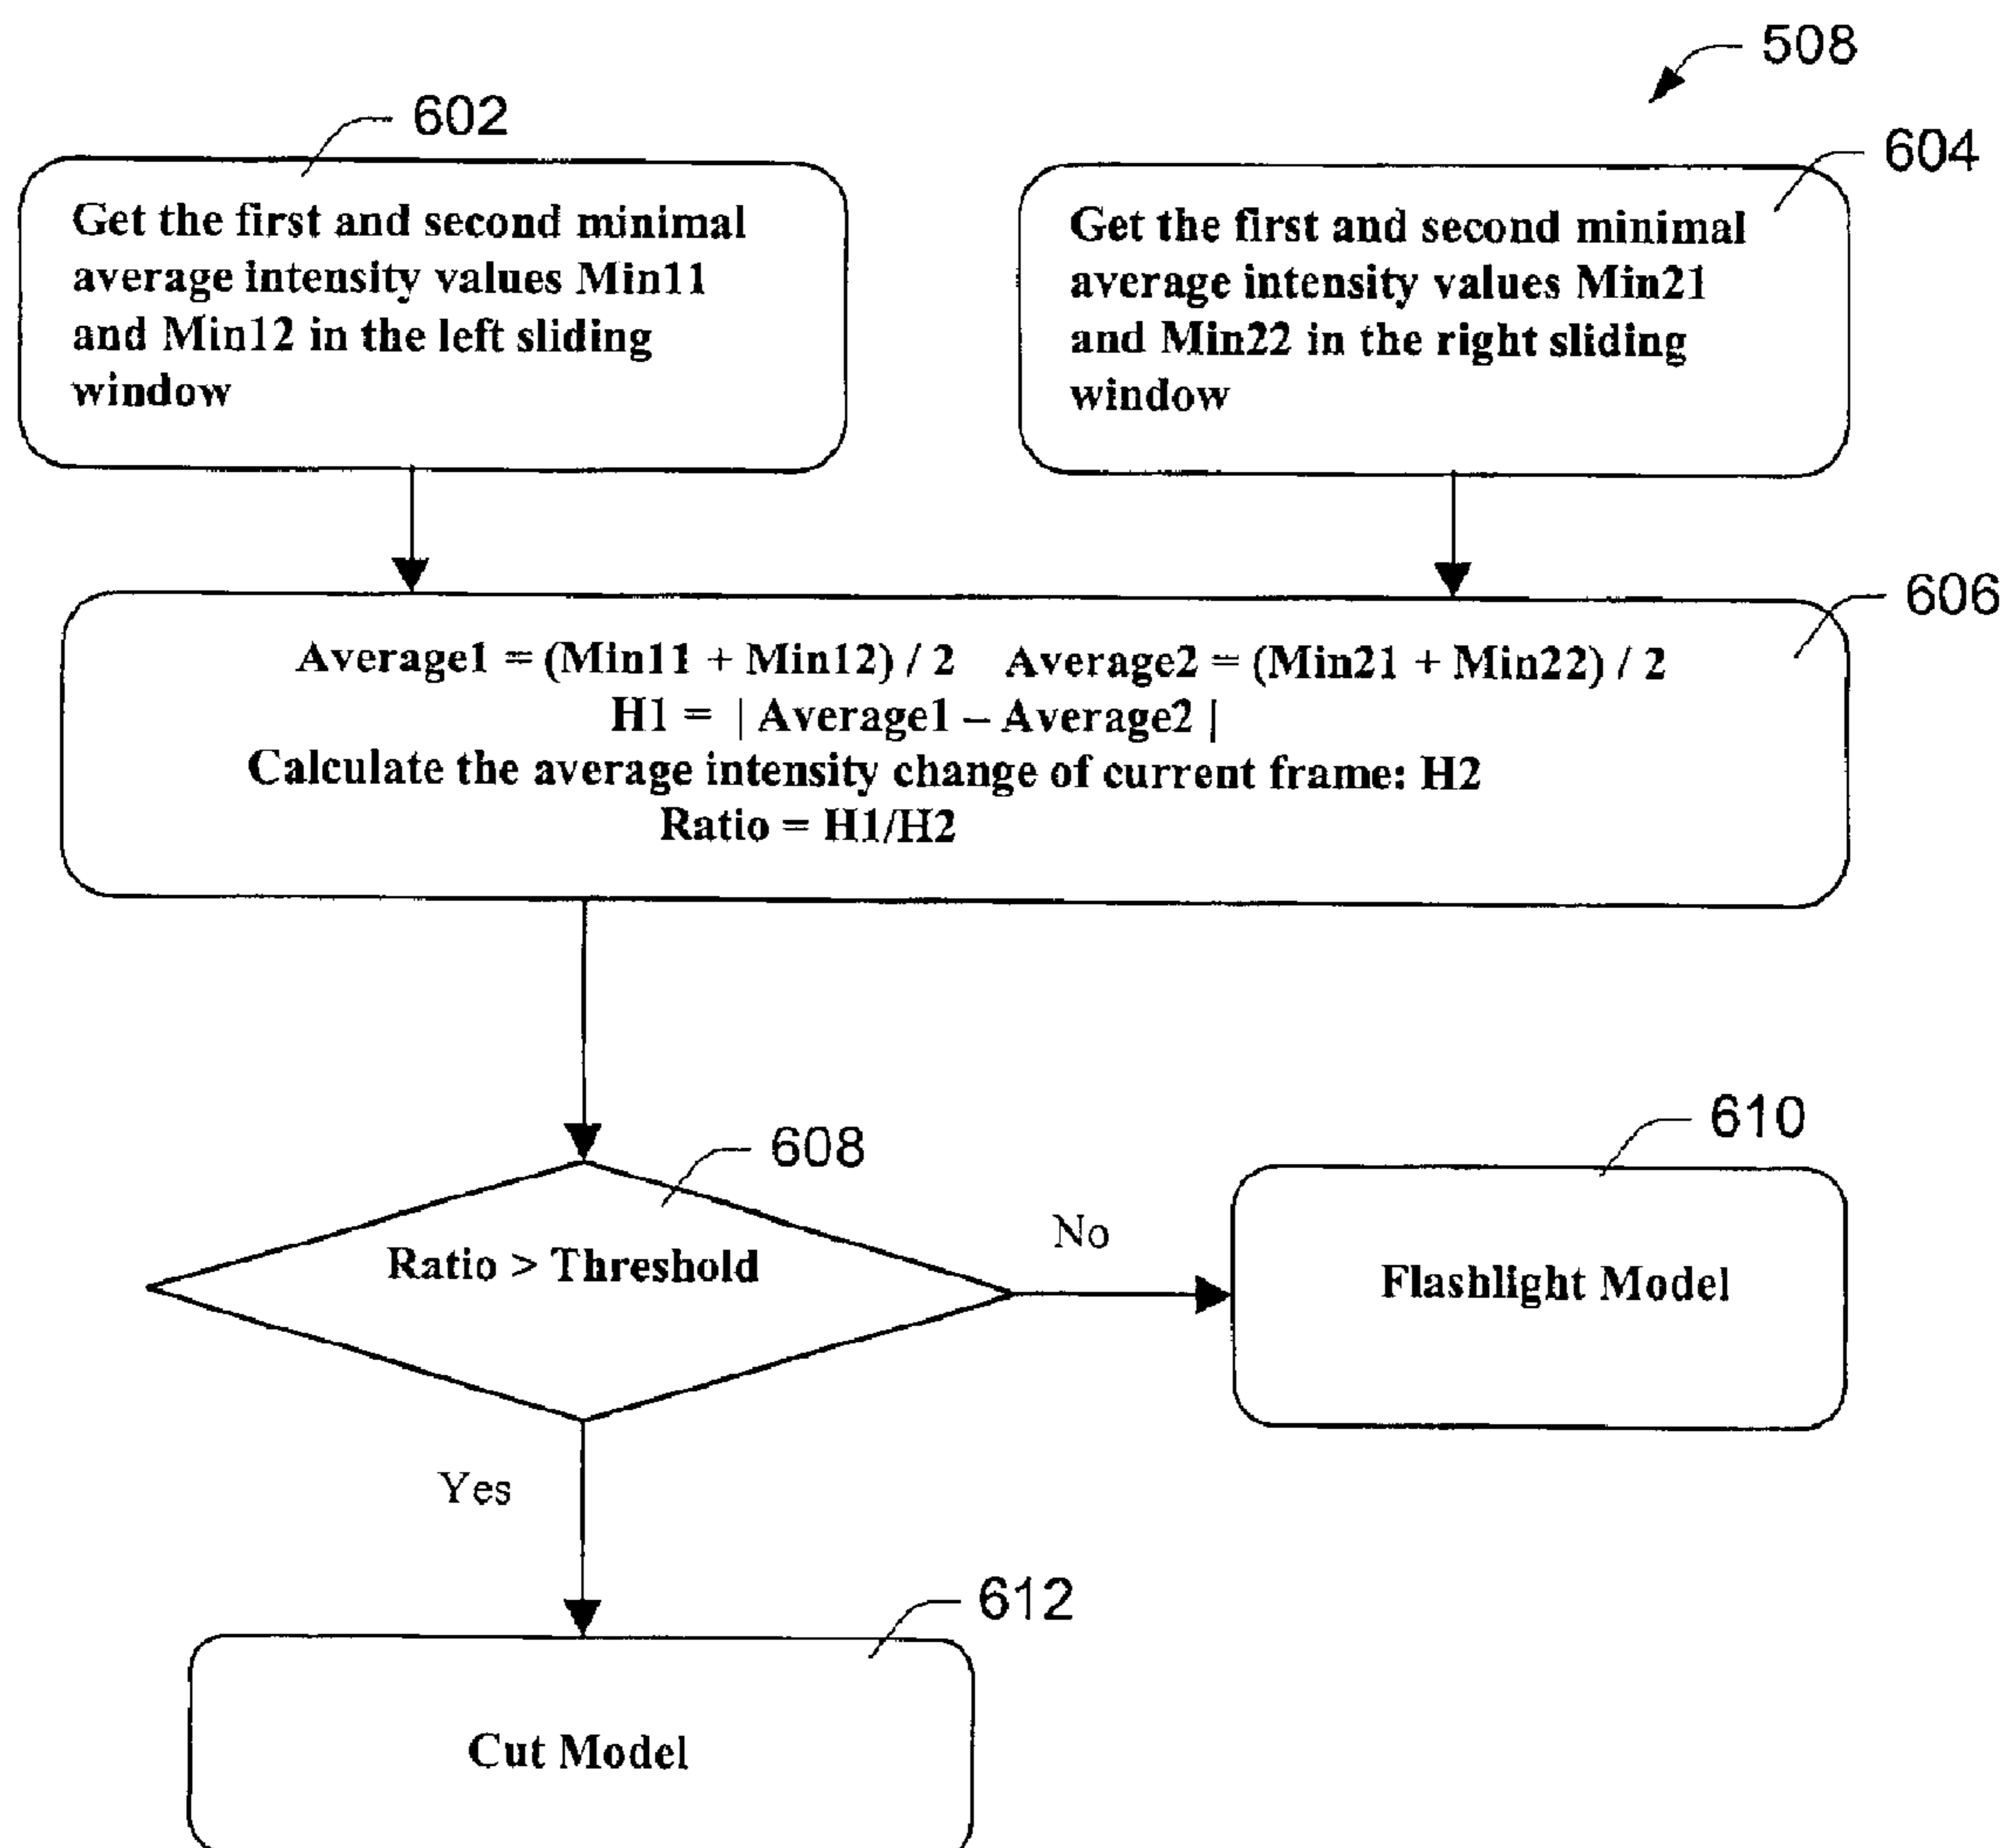 508
602
604
Get the first and second minimal
average intensity values Min11
and Min12 in the left sliding
window
Get the first and second minimal
average intensity values Min21
and Min22 in the right sliding
window
606
Average1 = (Min11 + Min12) / 2 Average2 = (Min21 + Min22) / 2
H1 = | Average1 – Average2 |
Calculate the average intensity change of current frame: H2
Ratio = H1/H2
608
Ratio > Threshold
No
610
Flashlight Model
Yes
612
Cut Model